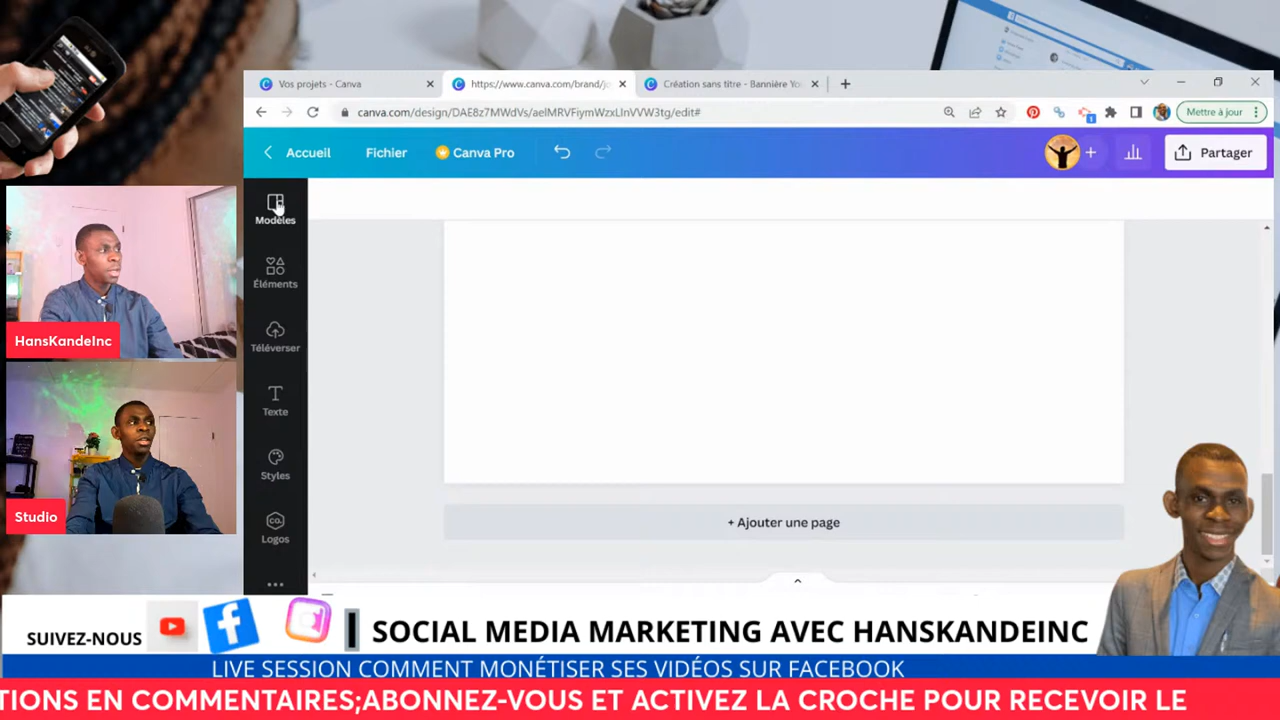 Vos projets - Canva
https://www.canva.com/brand/jo
Création sans titre - Bannière Yo
canva.com/design/DAE8z7MWdVs/aelMRVFiymWzxLlnVVW3tg/edit#
Mettre à jour
Accueil
Fichier
Canva Pro
Partager
Modèles
Éléments
Téléverser
Texte
Styles
CO.
Logos
+ Ajouter une page
HansKandeInc
Studio
SUIVEZ-NOUS
SOCIAL MEDIA MARKETING AVEC HANSKANDEINC
LIVE SESSION COMMENT MONÉTISER SES VIDÉOS SUR FACEBOOK
TIONS EN COMMENTAIRES;ABONNEZ-VOUS ET ACTIVEZ LA CROCHE POUR RECEVOIR LE